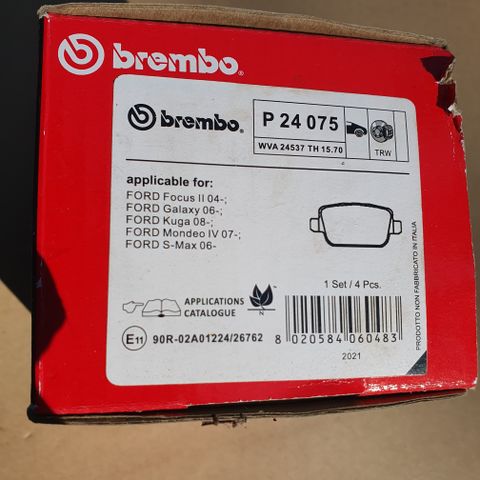 brembo
brembo
P 24 075
WVA 24537 TH 15.70
TRW
applicable for:
FORD Focus II 04-;
FORD Galaxy 06-;
FORD Kuga 08-;
FORD Mondeo IV 07-;
FORD S-Max 06-
1 Set / 4 Pcs.
APPLICATIONS
CATALOGUE
N
E11 90R-02A01224/26762
8 020584 060483
2021
PRODOTTO NON FABBRICATO IN ITALIA